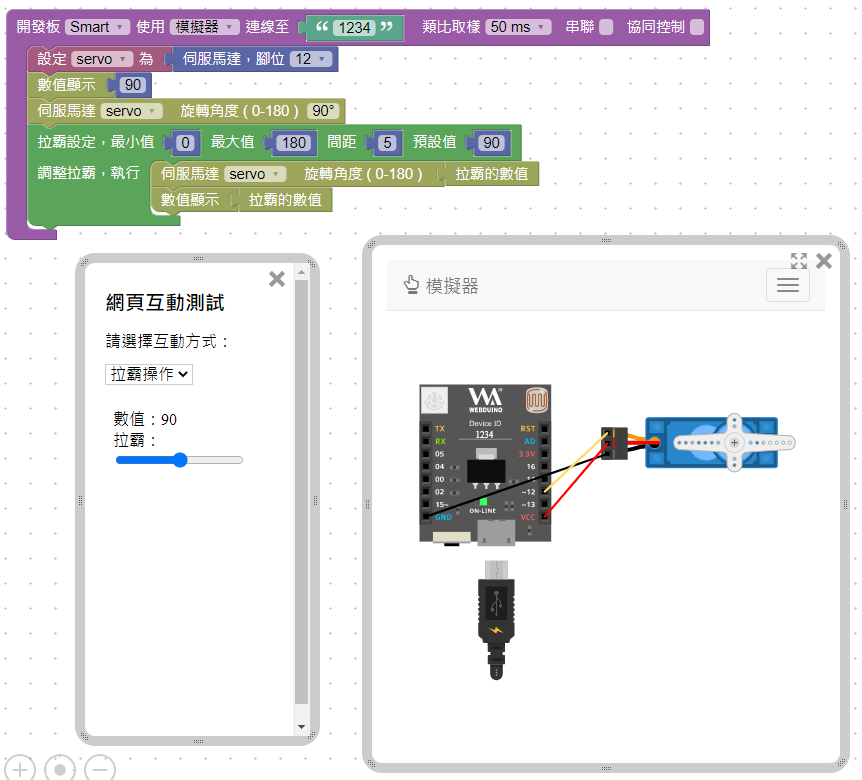 開發板 Smart 使用 模擬器 連線至 “ 1234 ” 類比取樣 50 ms 串聯 協同控制
設定 servo 為 伺服馬達，腳位 12
數值顯示 90
伺服馬達 servo 旋轉角度 ( 0-180 ) 90°
拉霸設定，最小值 0 最大值 180 間距 5 預設值 90
調整拉霸，執行 伺服馬達 servo 旋轉角度 ( 0-180 ) 拉霸的數值
數值顯示 拉霸的數值
網頁互動測試
請選擇互動方式：
拉霸操作
數值：90
拉霸：
模擬器
WEBDUINO
Device ID
1234
TX RST
RX AD
05 3.3V
04 16
00
02 ~12
15~ ~13
GND ON-LINE VCC